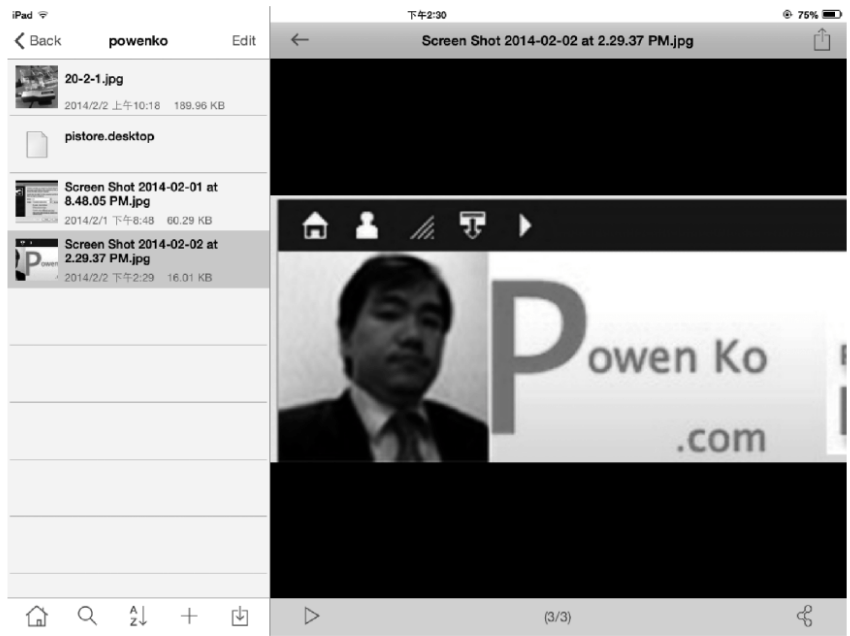 iPad 下午2:30 75%
Back powenko Edit
Screen Shot 2014-02-02 at 2.29.37 PM.jpg
20-2-1.jpg
2014/2/2 上午10:18 189.96 KB
pistore.desktop
Screen Shot 2014-02-01 at
8.48.05 PM.jpg
2014/2/1 下午8:48 60.29 KB
Screen Shot 2014-02-02 at
2.29.37 PM.jpg
2014/2/2 下午2:29 16.01 KB
Powen Ko
.com
A
Z
(3/3)